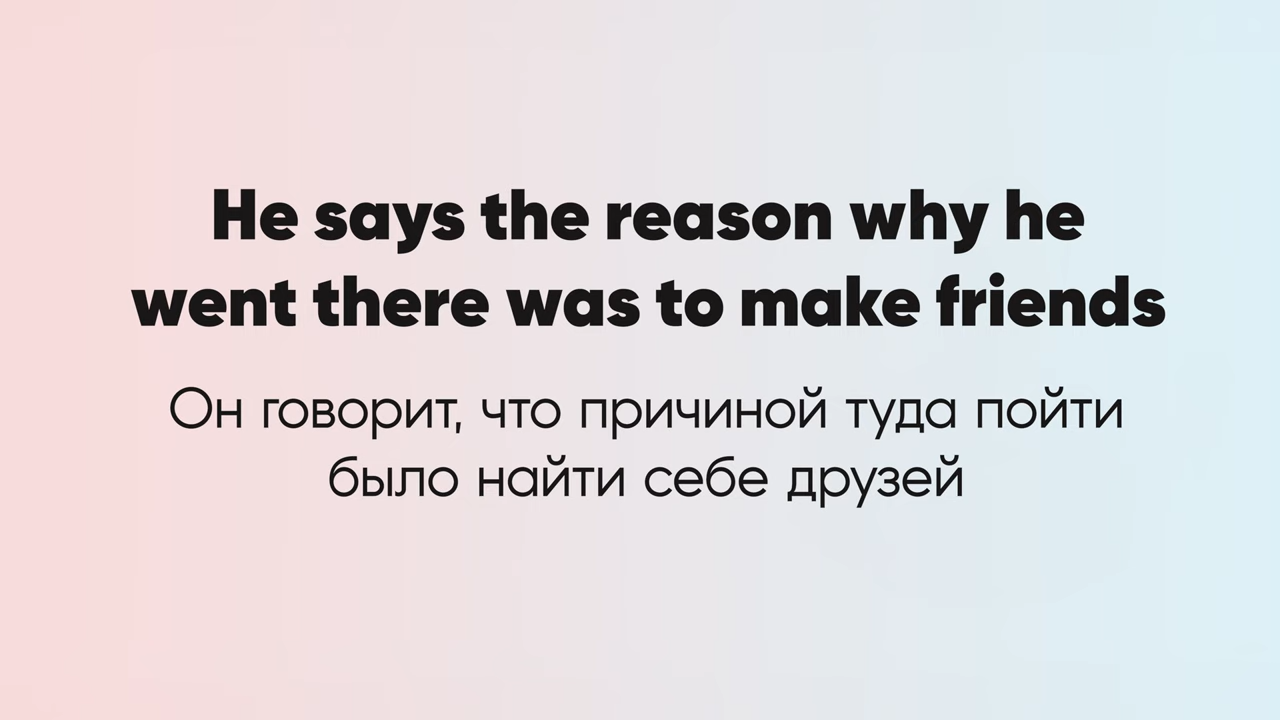 He says the reason why he
went there was to make friends
Он говорит, что причиной туда пойти
было найти себе друзей